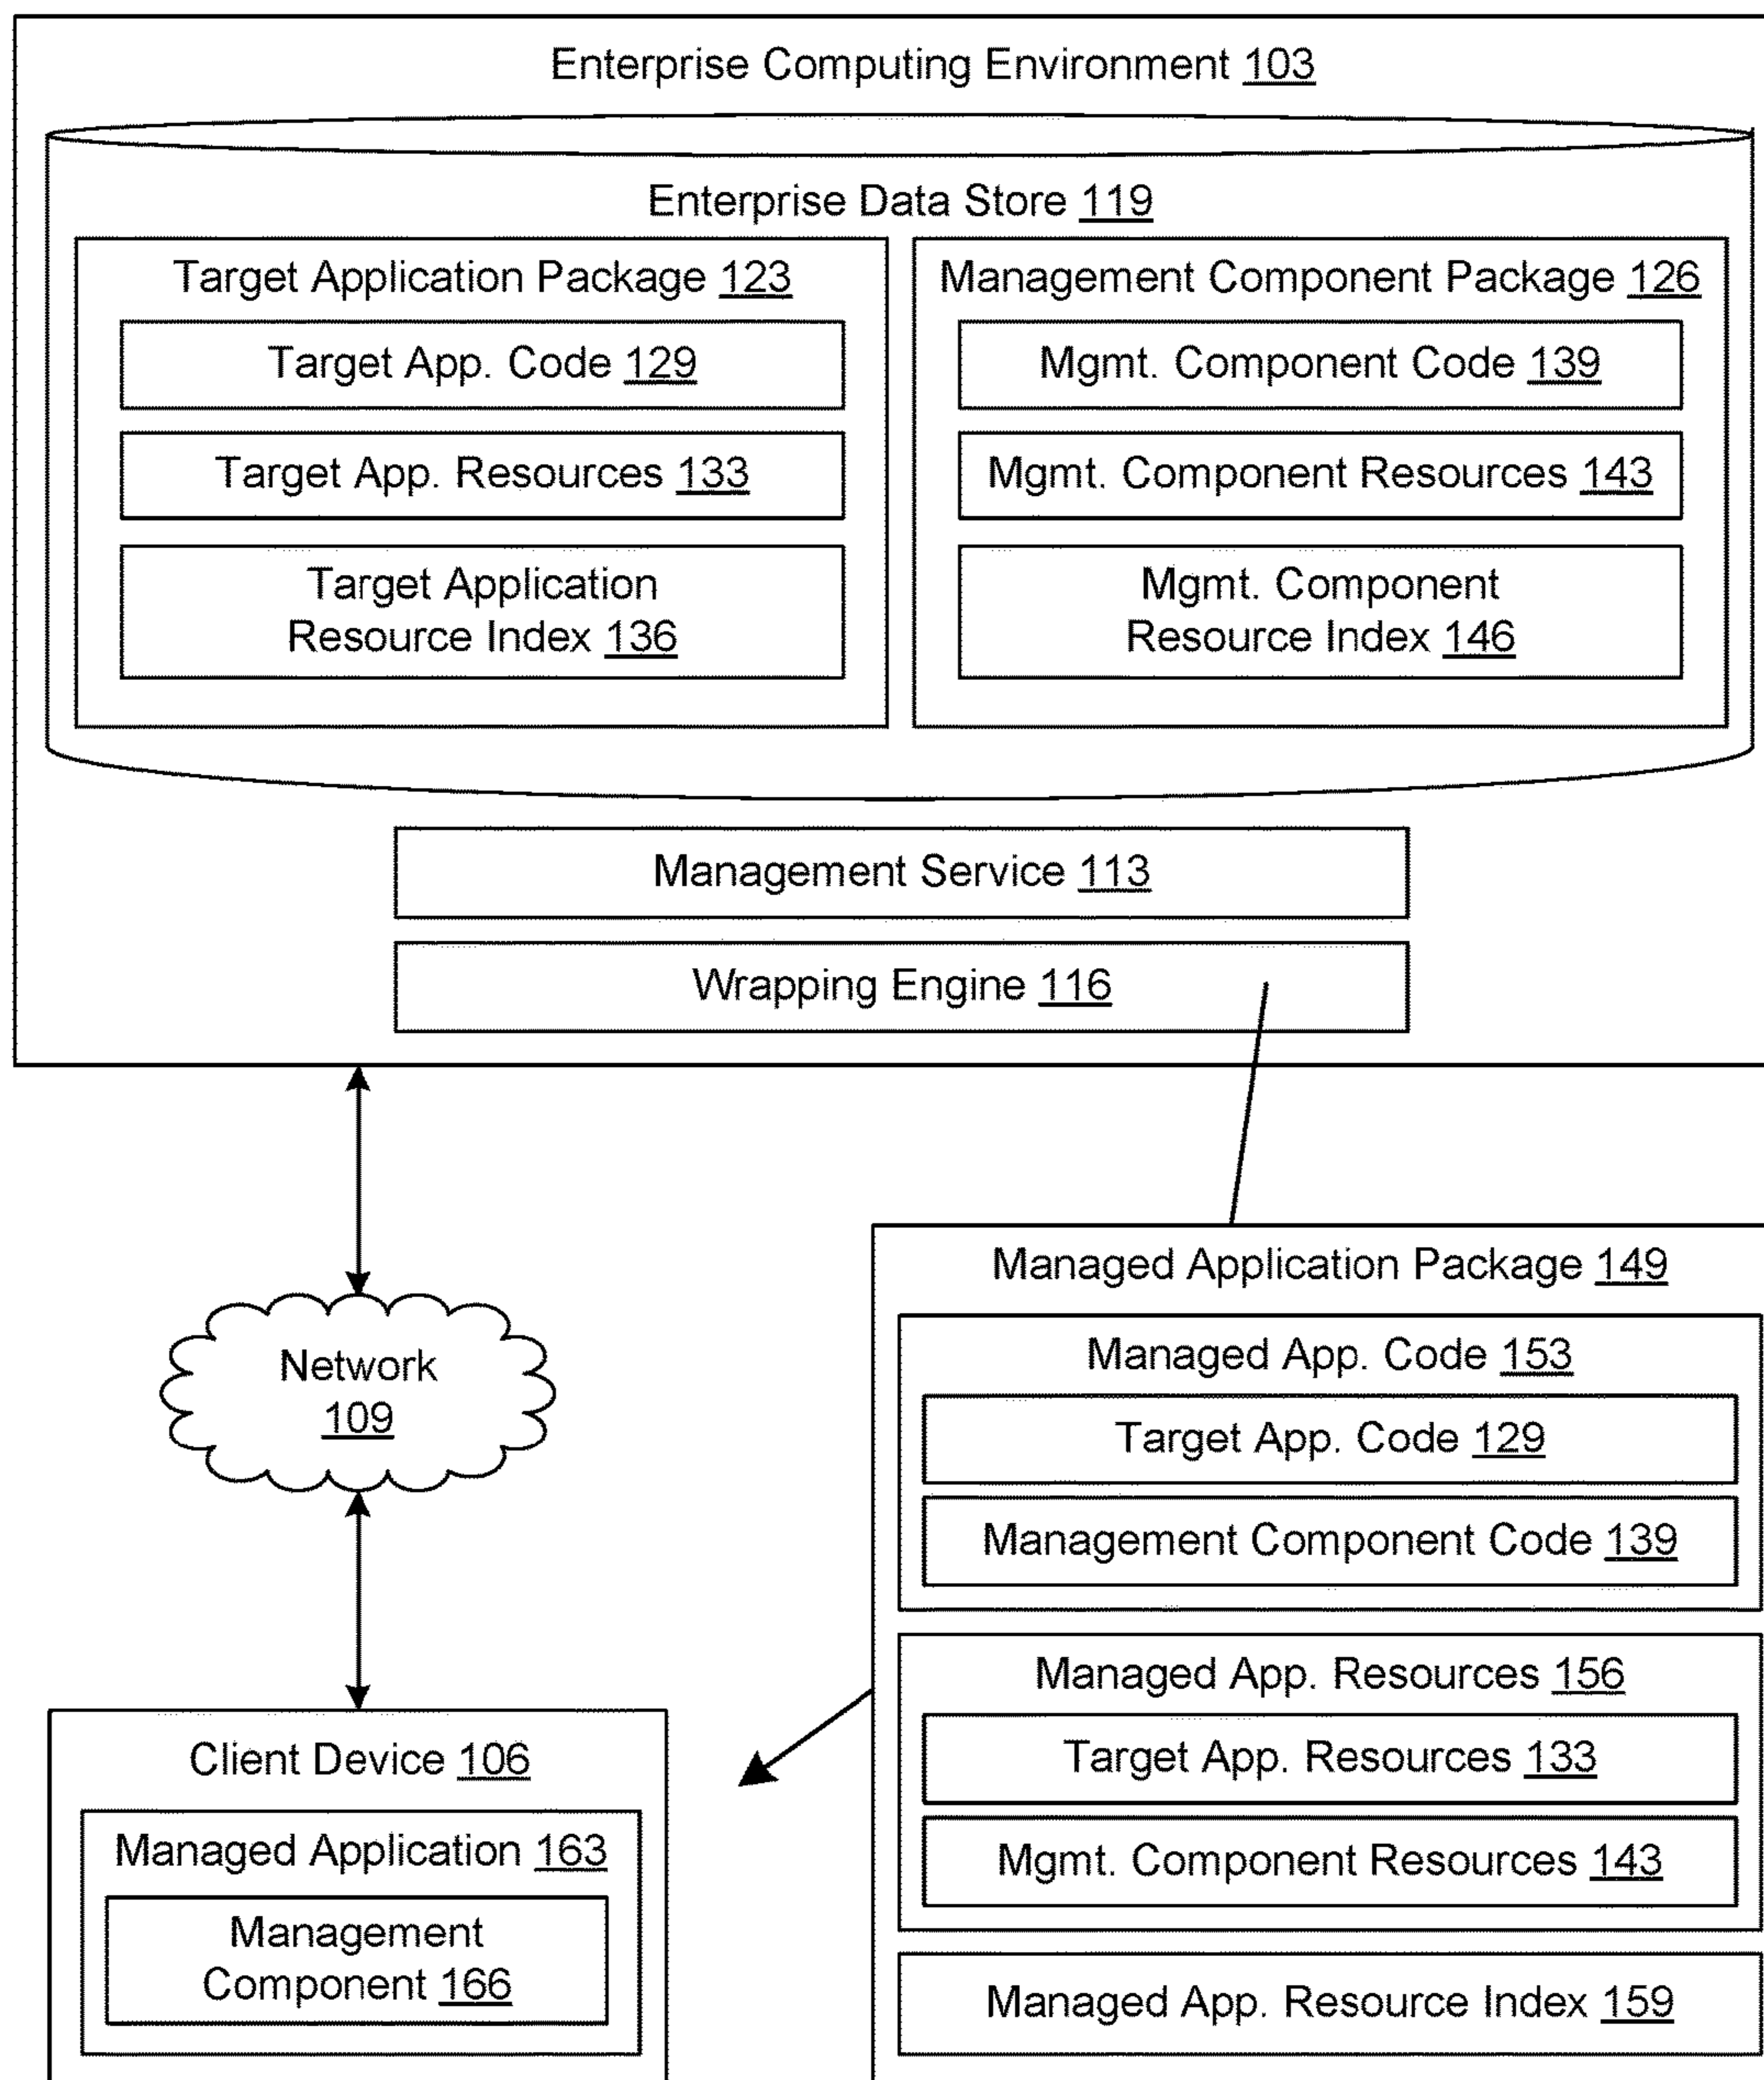 Enterprise Computing Environment 103
Enterprise Data Store 119
Target Application Package 123
Target App. Code 129
Target App. Resources 133
Target Application
Resource Index 136
Management Component Package 126
Mgmt. Component Code 139
Mgmt. Component Resources 143
Mgmt. Component
Resource Index 146
Management Service 113
Wrapping Engine 116
Network
109
Client Device 106
Managed Application 163
Management
Component 166
Managed Application Package 149
Managed App. Code 153
Target App. Code 129
Management Component Code 139
Managed App. Resources 156
Target App. Resources 133
Mgmt. Component Resources 143
Managed App. Resource Index 159